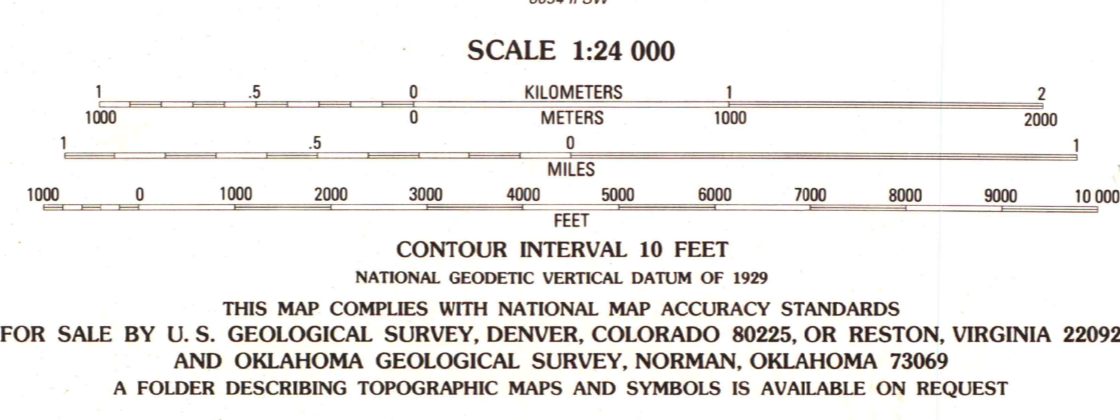 SCALE 1:24 000
1 .5 0 KILOMETERS 1 2
1000 0 METERS 1000 2000
1 .5 0 1
MILES
1000 0 1000 2000 3000 4000 5000 6000 7000 8000 9000 10 000
FEET
CONTOUR INTERVAL 10 FEET
NATIONAL GEODETIC VERTICAL DATUM OF 1929
THIS MAP COMPLIES WITH NATIONAL MAP ACCURACY STANDARDS
FOR SALE BY U. S. GEOLOGICAL SURVEY, DENVER, COLORADO 80225, OR RESTON, VIRGINIA 22092
AND OKLAHOMA GEOLOGICAL SURVEY, NORMAN, OKLAHOMA 73069
A FOLDER DESCRIBING TOPOGRAPHIC MAPS AND SYMBOLS IS AVAILABLE ON REQUEST